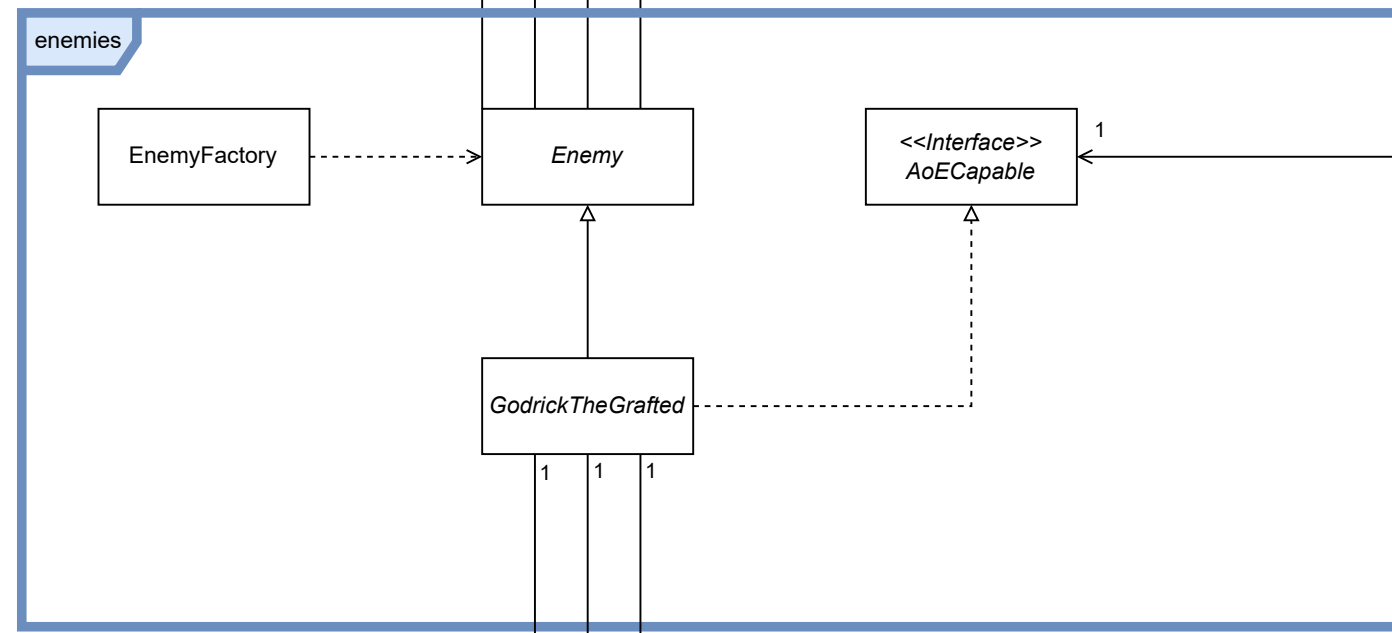 enemies
EnemyFactory
Enemy
<<Interface>>
AoECapable
1
GodrickTheGrafted
1
1
1